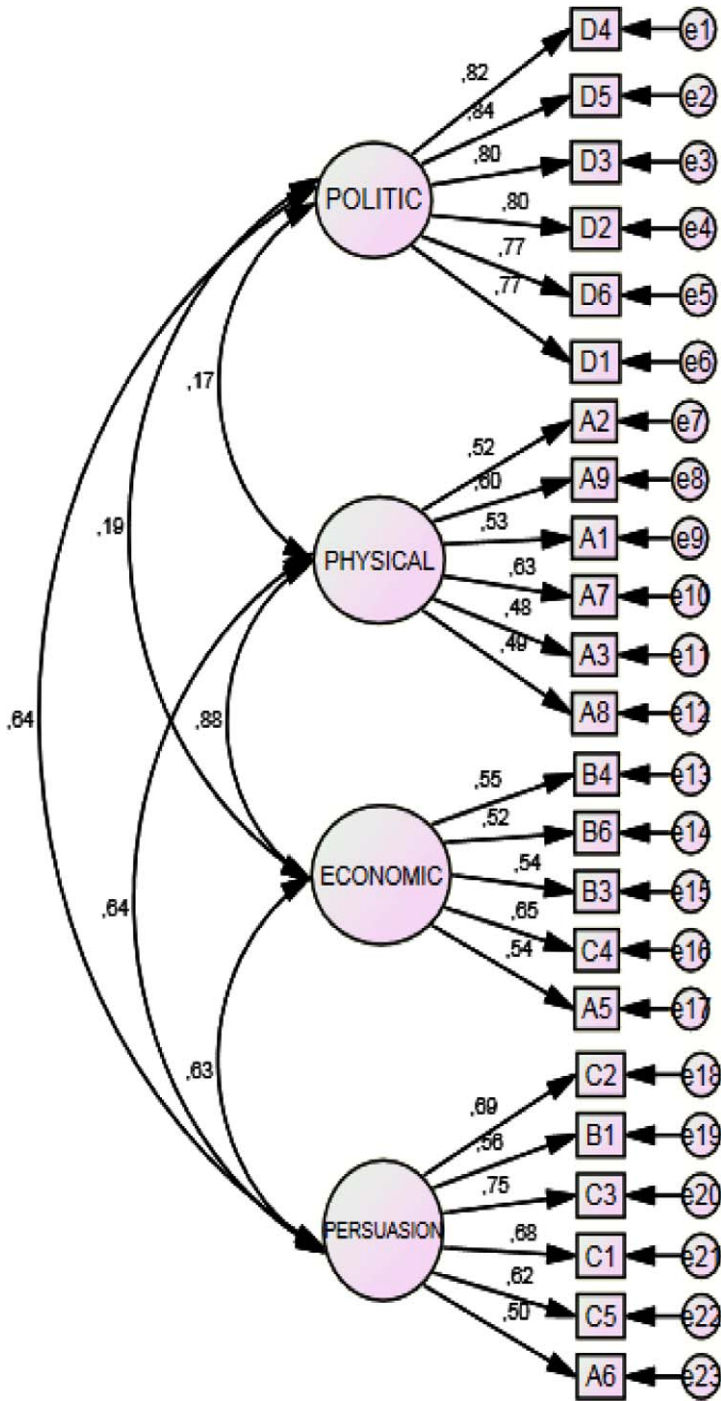 D4 e1
,82
D5 e2
,84
D3 e3
,80
POLITIC
D2 e4
,80
D6 e5
,77
D1 e6
,77
,17
A2 e7
,52
A9 e8
,60
A1 e9
,53
,19
PHYSICAL
A7 e10
,63
A3 e11
,48
A8 e12
,49
,64
,88
B4 e13
,55
B6 e14
,52
ECONOMIC
B3 e15
,54
,64
C4 e16
,65
A5 e17
,54
,63
C2 e18
,69
B1 e19
,56
C3 e20
,75
PERSUASION
C1 e21
,68
C5 e22
,62
A6 e23
,50